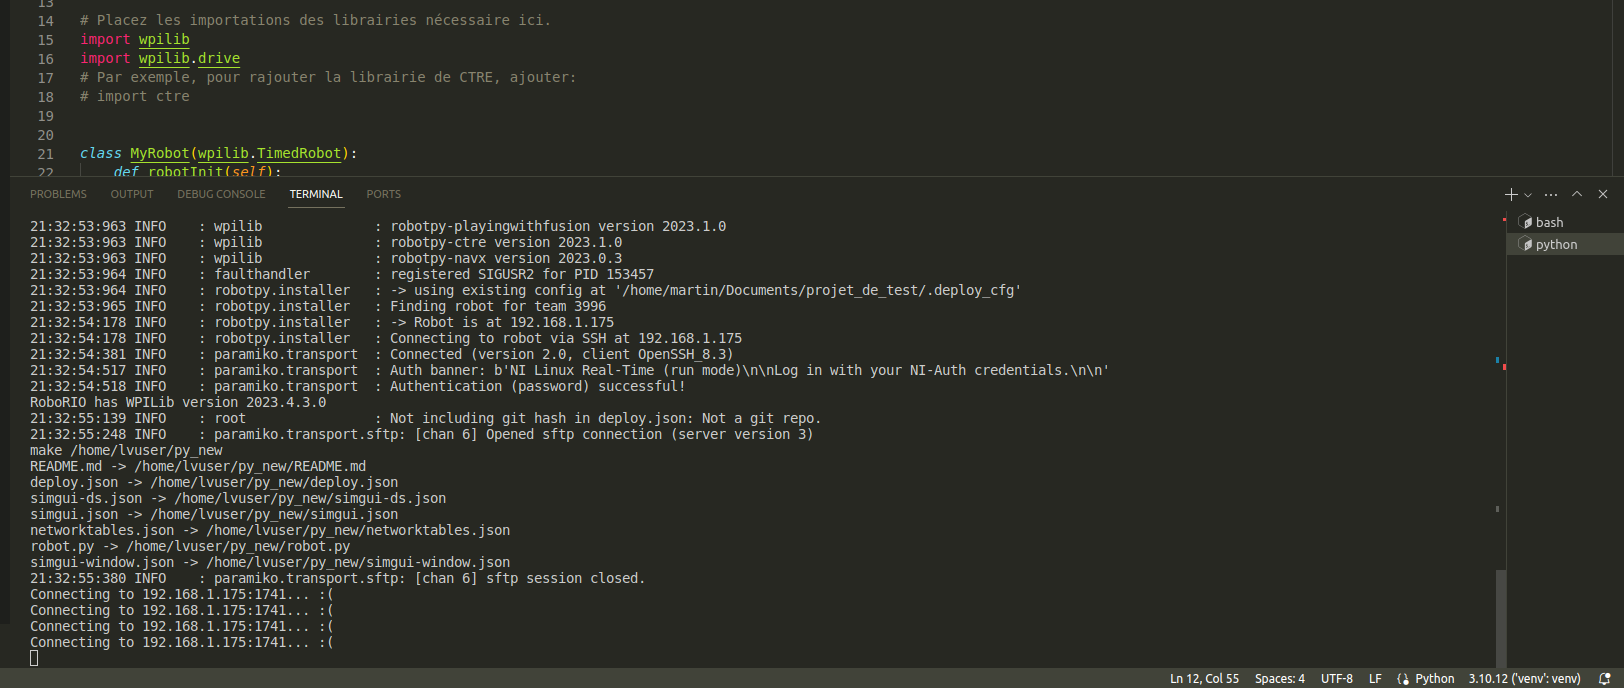 13
14 # Placez les importations des librairies nécessaire ici.
15 import wpilib
16 import wpilib.drive
17 # Par exemple, pour rajouter la librairie de CTRE, ajouter:
18 # import ctre
19
20
21 class MyRobot(wpilib.TimedRobot):
22 def robotInit(self):
PROBLEMS OUTPUT DEBUG CONSOLE TERMINAL PORTS
21:32:53:963 INFO    : wpilib              : robotpy-playingwithfusion version 2023.1.0
21:32:53:963 INFO    : wpilib              : robotpy-ctre version 2023.1.0
21:32:53:963 INFO    : wpilib              : robotpy-navx version 2023.0.3
21:32:53:964 INFO    : faulthandler        : registered SIGUSR2 for PID 153457
21:32:53:964 INFO    : robotpy.installer   : -> using existing config at '/home/martin/Documents/projet_de_test/.deploy_cfg'
21:32:53:965 INFO    : robotpy.installer   : Finding robot for team 3996
21:32:54:178 INFO    : robotpy.installer   : -> Robot is at 192.168.1.175
21:32:54:178 INFO    : robotpy.installer   : Connecting to robot via SSH at 192.168.1.175
21:32:54:381 INFO    : paramiko.transport  : Connected (version 2.0, client OpenSSH_8.3)
21:32:54:517 INFO    : paramiko.transport  : Auth banner: b'NI Linux Real-Time (run mode)\n\nLog in with your NI-Auth credentials.\n\n'
21:32:54:518 INFO    : paramiko.transport  : Authentication (password) successful!
RoboRIO has WPILib version 2023.4.3.0
21:32:55:139 INFO    : root                : Not including git hash in deploy.json: Not a git repo.
21:32:55:248 INFO    : paramiko.transport.sftp: [chan 6] Opened sftp connection (server version 3)
make /home/lvuser/py_new
README.md -> /home/lvuser/py_new/README.md
deploy.json -> /home/lvuser/py_new/deploy.json
simgui-ds.json -> /home/lvuser/py_new/simgui-ds.json
simgui.json -> /home/lvuser/py_new/simgui.json
networktables.json -> /home/lvuser/py_new/networktables.json
robot.py -> /home/lvuser/py_new/robot.py
simgui-window.json -> /home/lvuser/py_new/simgui-window.json
21:32:55:380 INFO    : paramiko.transport.sftp: [chan 6] sftp session closed.
Connecting to 192.168.1.175:1741... :(
Connecting to 192.168.1.175:1741... :(
Connecting to 192.168.1.175:1741... :(
Connecting to 192.168.1.175:1741... :(
bash
python
Ln 12, Col 55 Spaces: 4 UTF-8 LF Python 3.10.12 ('venv': venv)